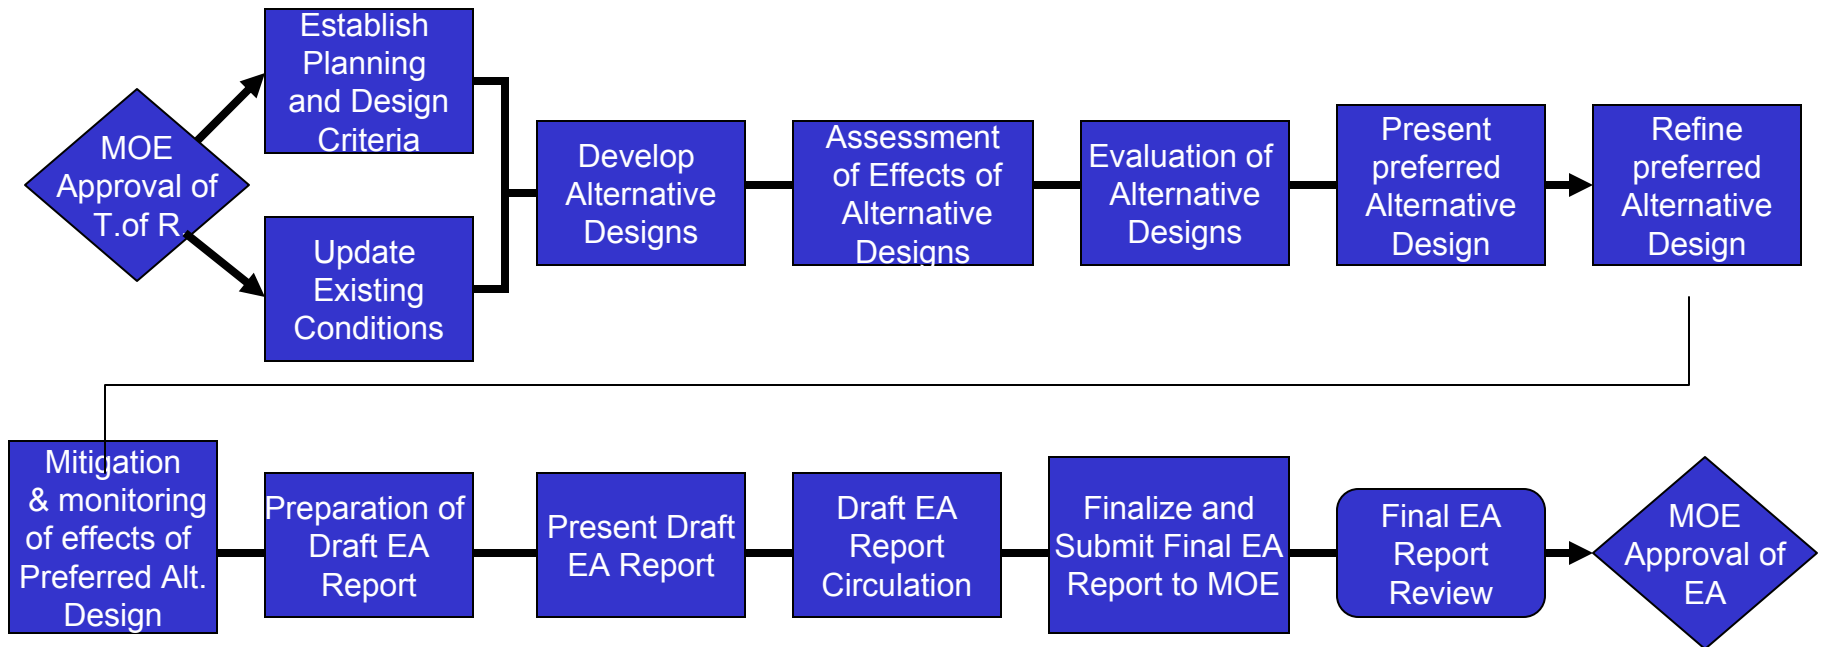 MOE
Approval of
T.of R.
Establish
Planning
and Design
Criteria
Update
Existing
Conditions
Develop
Alternative
Designs
Assessment
of Effects of
Alternative
Designs
Evaluation of
Alternative
Designs
Present
preferred
Alternative
Design
Refine
preferred
Alternative
Design
Mitigation
& monitoring
of effects of
Preferred Alt.
Design
Preparation of
Draft EA
Report
Present Draft
EA Report
Draft EA
Report
Circulation
Finalize and
Submit Final EA
Report to MOE
Final EA
Report
Review
MOE
Approval of
EA